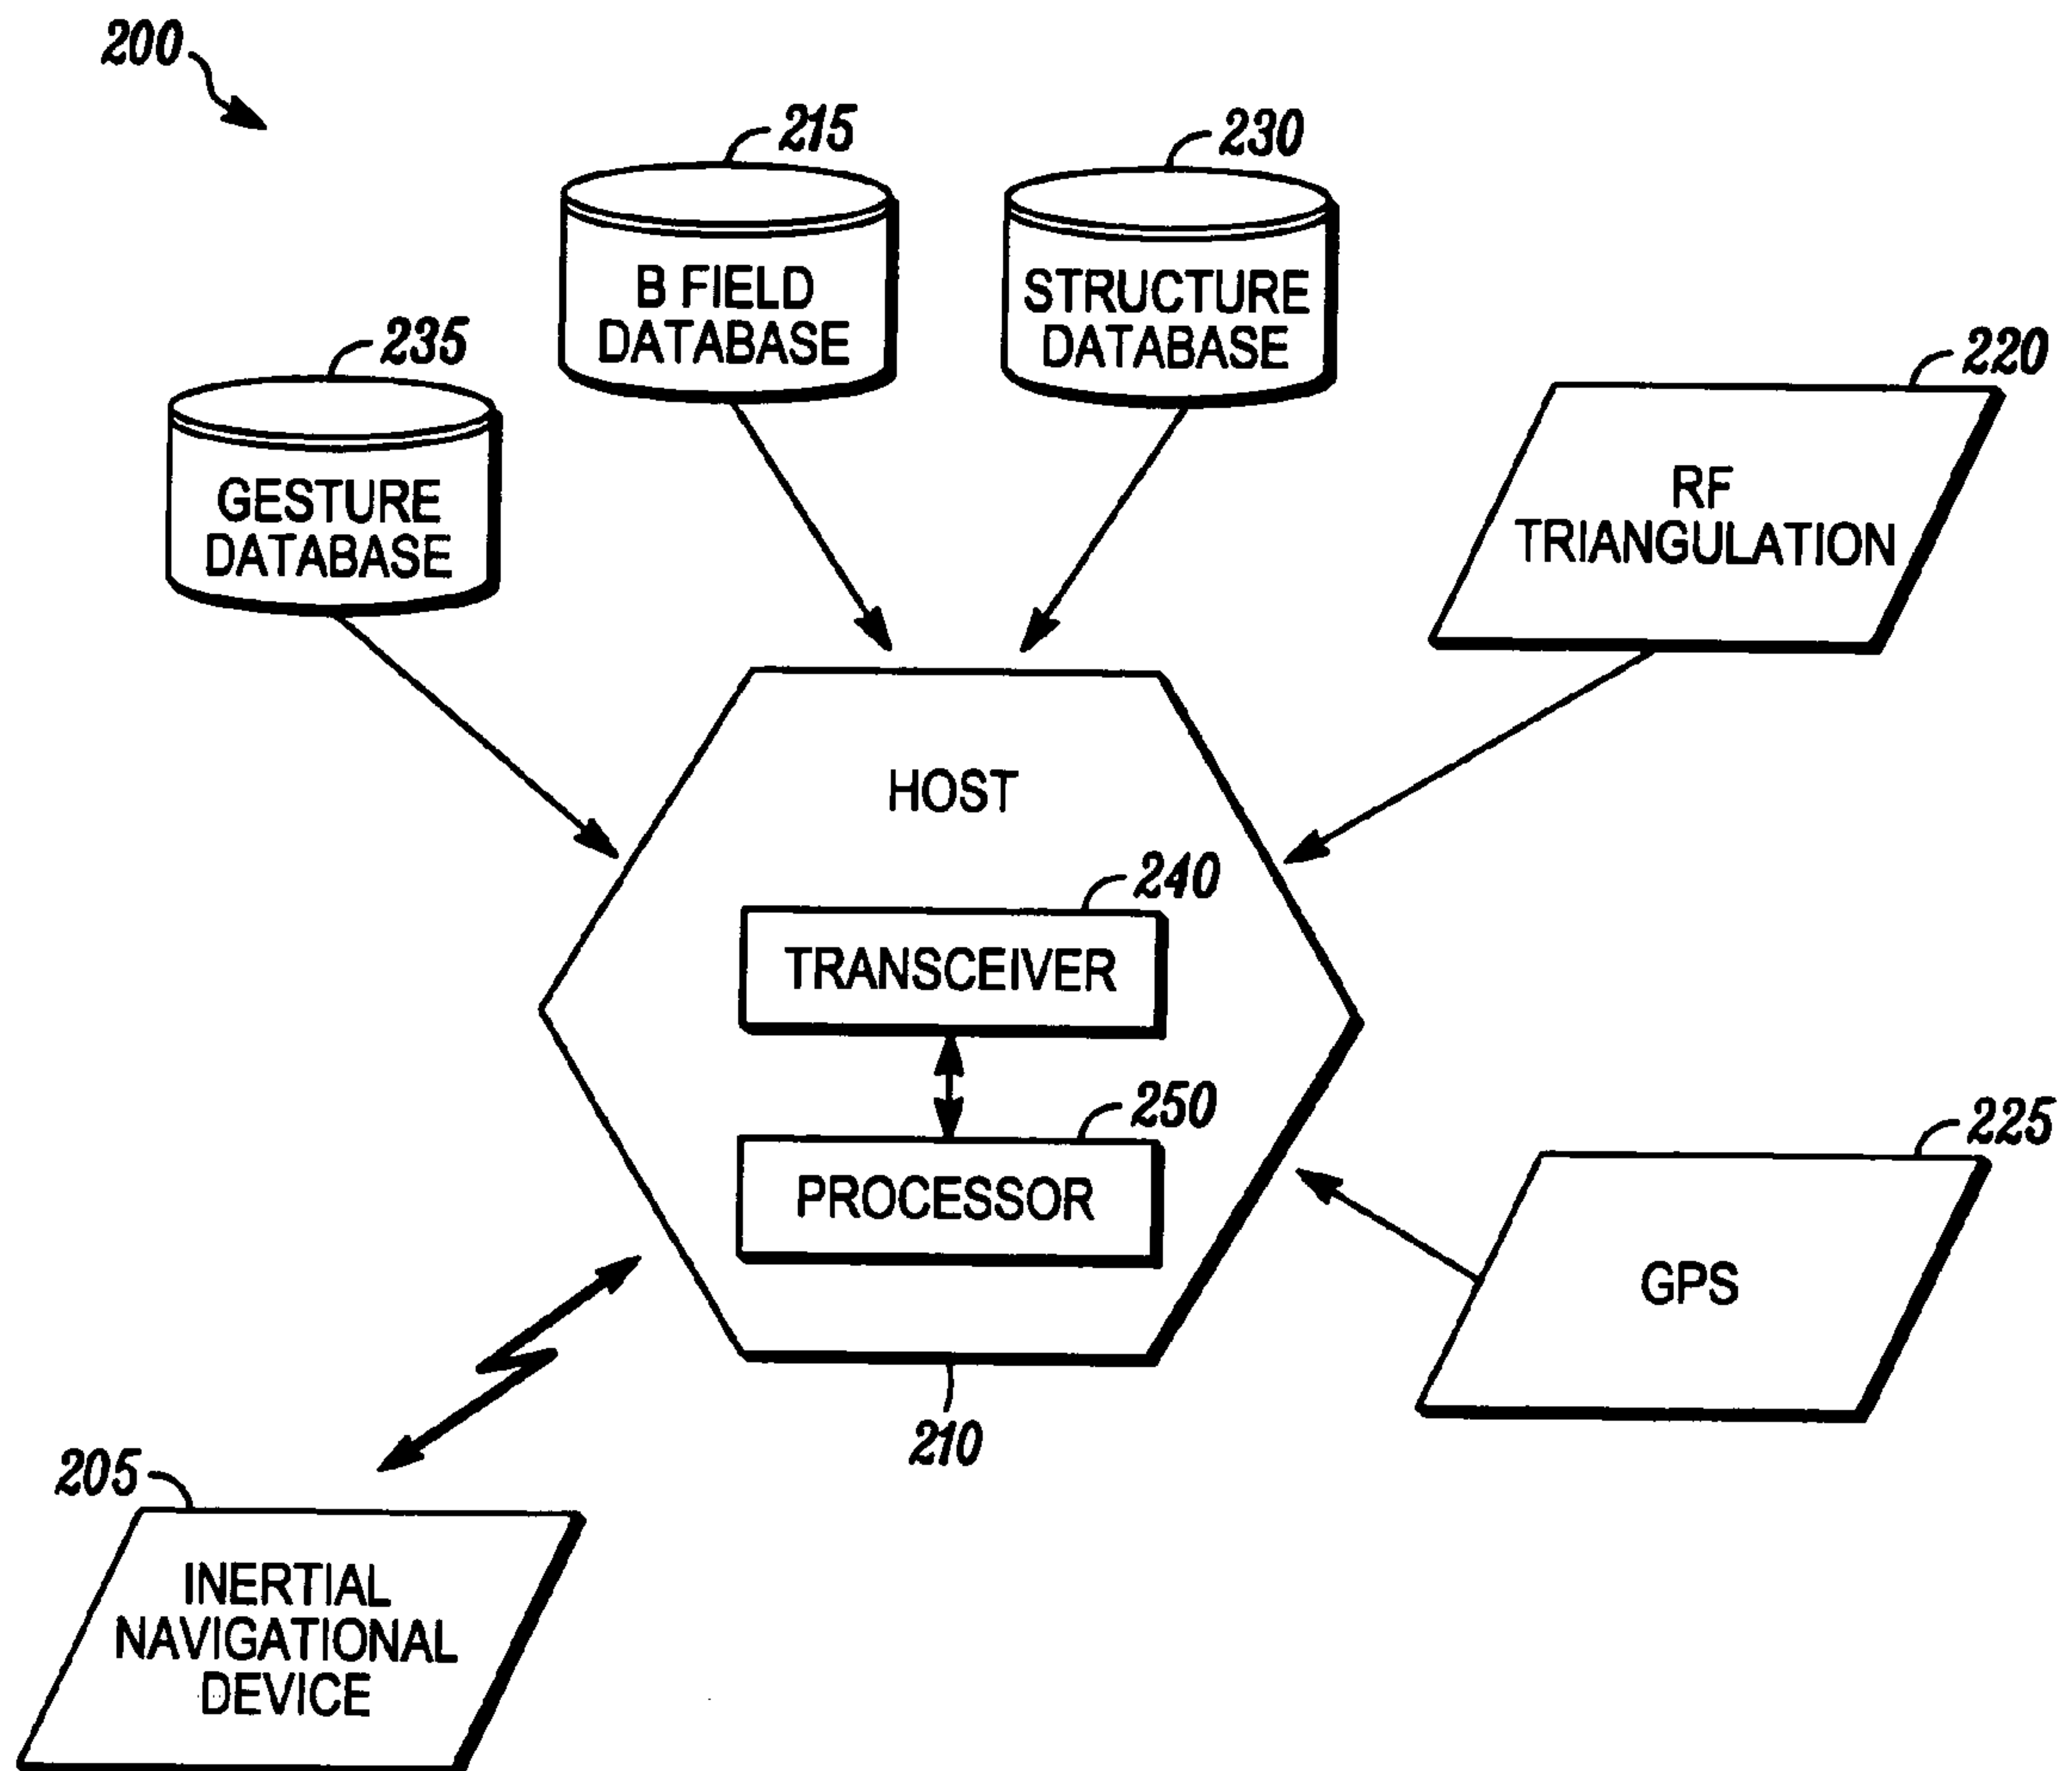 200
215
230
B FIELD
DATABASE
STRUCTURE
DATABASE
235
220
GESTURE
DATABASE
RF
TRIANGULATION
HOST
240
TRANSCEIVER
250
PROCESSOR
225
GPS
210
205
INERTIAL
NAVIGATIONAL
DEVICE